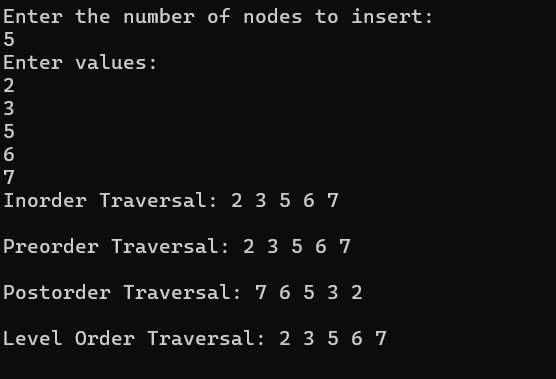 Enter the number of nodes to insert:
5
Enter values:
2
3
5
6
7
Inorder Traversal: 2 3 5 6 7
Preorder Traversal: 2 3 5 6 7
Postorder Traversal: 7 6 5 3 2
Level Order Traversal: 2 3 5 6 7